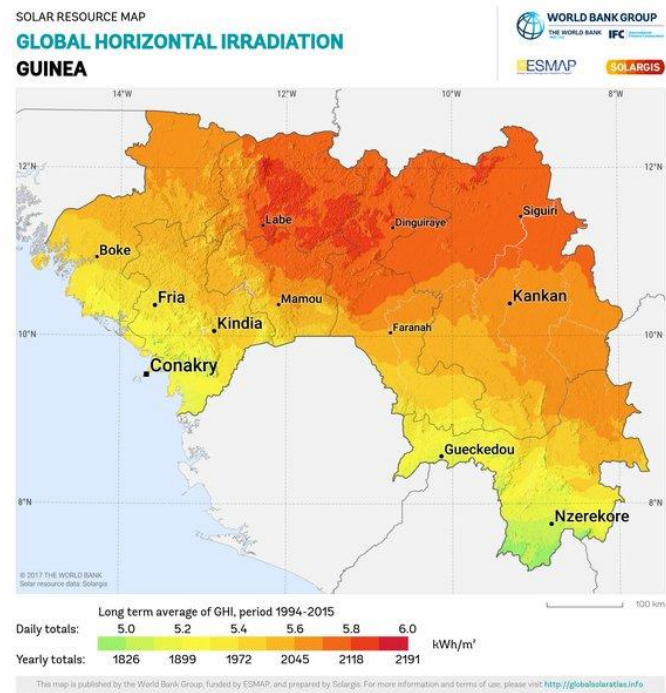 SOLAR RESOURCE MAP
GLOBAL HORIZONTAL IRRADIATION
GUINEA
WORLD BANK GROUP
THE WORLD BANK IFC
ESMAP SOLARGIS
14°W 12°W 10°W 8°W
12°N 12°N
Labe
Dinguiraye
Siguiri
Boke
Fria
Mamou
Kankan
Kindia
Faranah
10°N 10°N
Conakry
Gueckedou
8°N 8°N
Nzerekore
© 2017 THE WORLD BANK
Solar resource data: Solargis
100 km
Long term average of GHI, period 1994-2015
Daily totals: 5.0 5.2 5.4 5.6 5.8 6.0
kWh/m²
Yearly totals: 1826 1899 1972 2045 2118 2191
This map is published by the World Bank Group, funded by ESMAP, and prepared by Solargis. For more information and terms of use, please visit http://globalsolaratlas.info